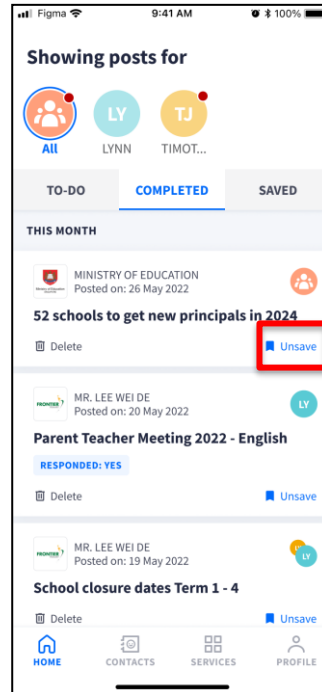 Figma 9:41 AM 100%
Showing posts for
LY TJ
All LYNN TIMOT...
TO-DO COMPLETED SAVED
THIS MONTH
MINISTRY OF EDUCATION
Posted on: 26 May 2022
52 schools to get new principals in 2024
Delete Unsave
FRONTIER
MR. LEE WEI DE
Posted on: 20 May 2022
LY
Parent Teacher Meeting 2022 - English
RESPONDED: YES
Delete Unsave
FRONTIER
MR. LEE WEI DE
Posted on: 19 May 2022
LY
School closure dates Term 1 - 4
Delete Unsave
HOME CONTACTS SERVICES PROFILE